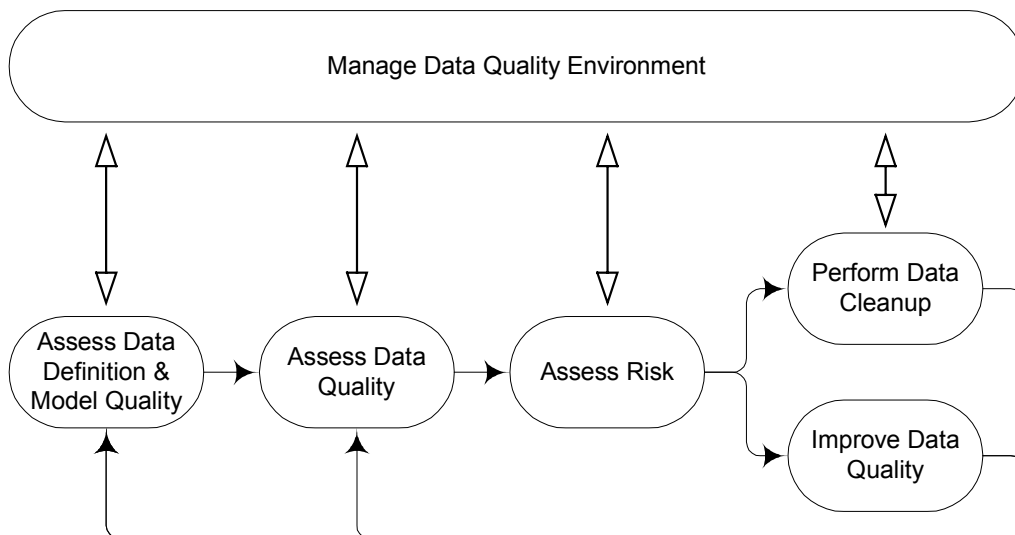 Manage Data Quality Environment
Perform Data
Cleanup
Assess Data
Definition &
Model Quality
Assess Data
Quality
Assess Risk
Improve Data
Quality